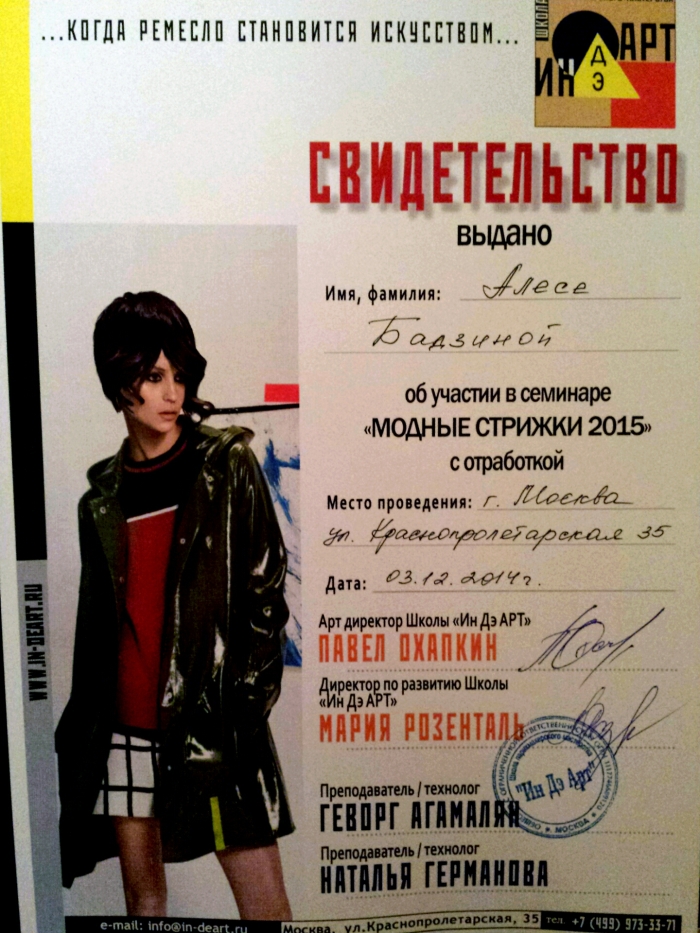 ...КОГДА РЕМЕСЛО СТАНОВИТСЯ ИСКУССТВОМ...
ШКОЛА
ИН ДЭ АРТ
СВИДЕТЕЛЬСТВО
выдано
Имя, фамилия: Алесе
Бадзиной
об участии в семинаре
«МОДНЫЕ СТРИЖКИ 2015»
с отработкой
Место проведения: г. Москва
ул. Краснопролетарская 35
Дата: 03.12.2014г.
Арт директор Школы «Ин Дэ АРТ»
ПАВЕЛ ОХАПКИН
Директор по развитию Школы
«Ин Дэ АРТ»
МАРИЯ РОЗЕНТАЛЬ
"Ин Дэ Арт"
МОСКВА
Преподаватель / технолог
ГЕВОРГ АГАМАЛЯН
Преподаватель / технолог
НАТАЛЬЯ ГЕРМАНОВА
WWW.IN-DEART.RU
e-mail: info@in-deart.ru
Москва, ул.Краснопролетарская, 35
тел. +7 (499) 973-33-71